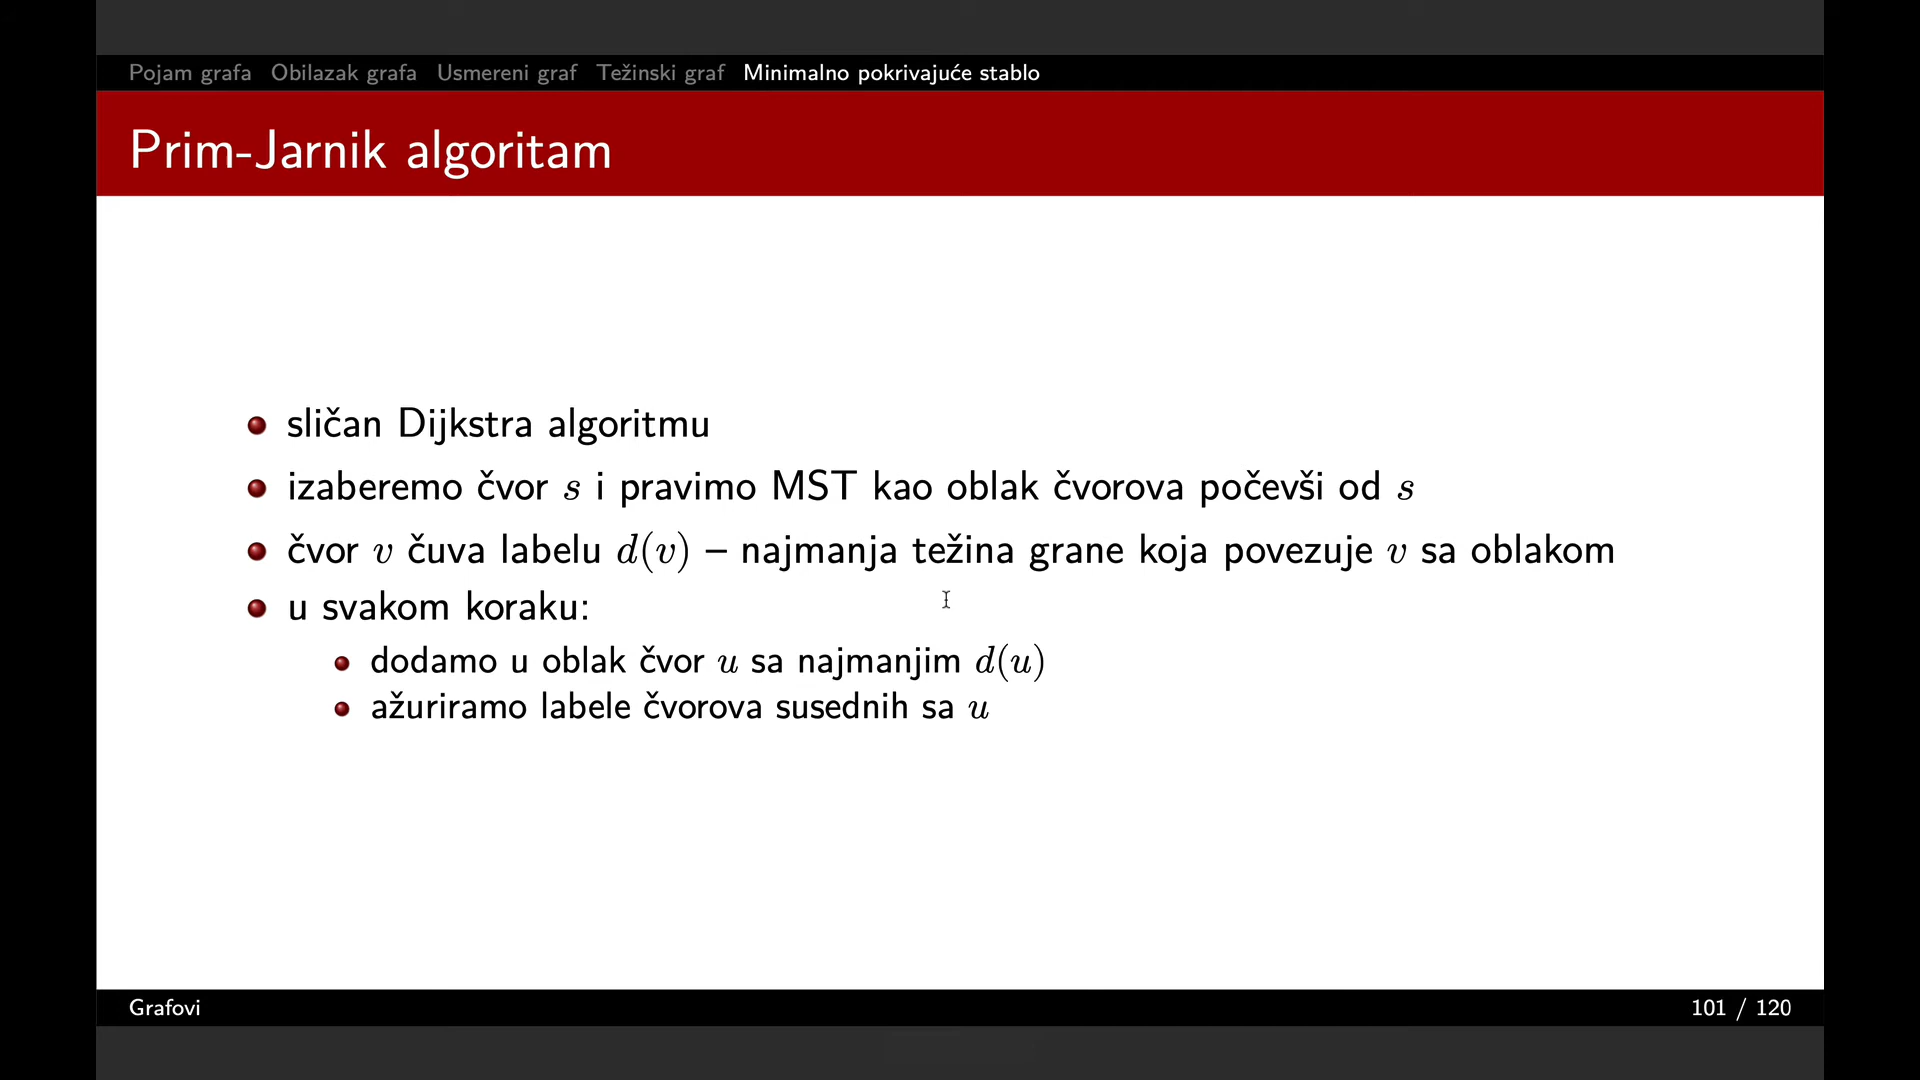 Pojam grafa Obilazak grafa Usmereni graf Težinski graf Minimalno pokrivajuće stablo
Prim-Jarnik algoritam
sličan Dijkstra algoritmu
izaberemo čvor s i pravimo MST kao oblak čvorova počevši od s
čvor v čuva labelu d(v) – najmanja težina grane koja povezuje v sa oblakom
u svakom koraku:
dodamo u oblak čvor u sa najmanjim d(u)
ažuriramo labele čvorova susednih sa u
Grafovi 101 / 120